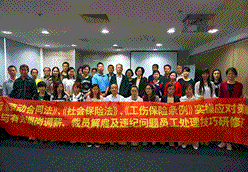 《劳动合同法》、《社会保险法》、《工伤保险条例》实操应对
与有 调薪、裁员解雇及违纪问题员工处理技巧研修